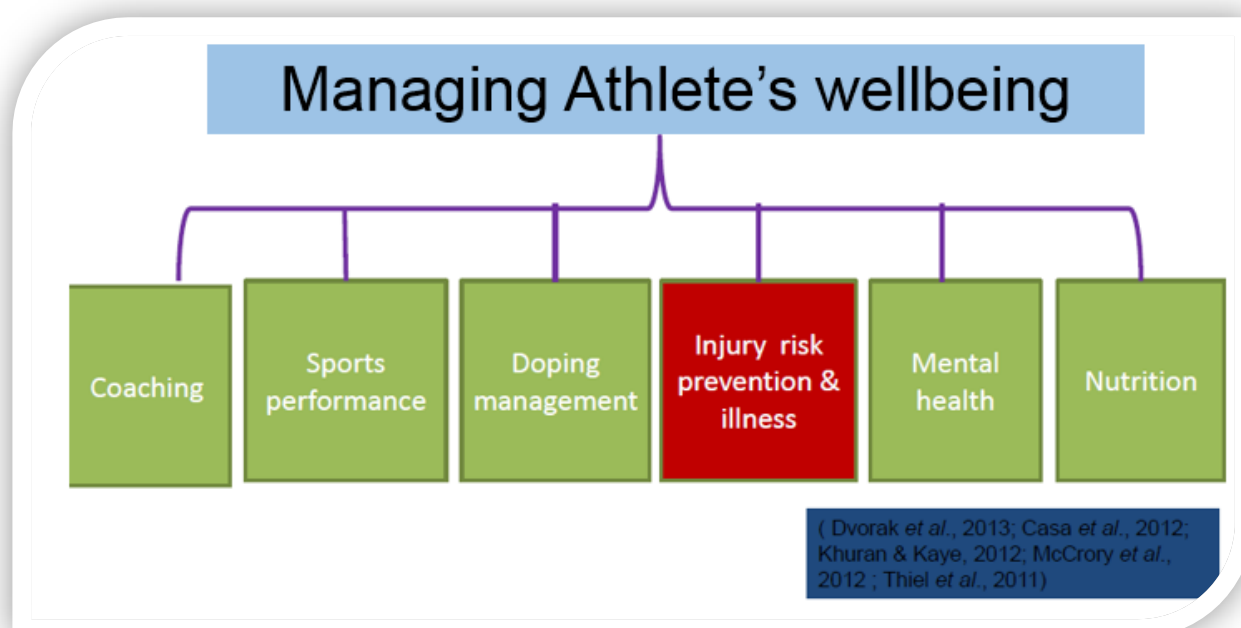 Managing Athlete's wellbeing
Coaching
Sports
performance
Doping
management
Injury risk
prevention &
illness
Mental
health
Nutrition
( Dvorak et al., 2013; Casa et al., 2012;
Khuran & Kaye, 2012; McCrory et al.,
2012 ; Thiel et al., 2011)